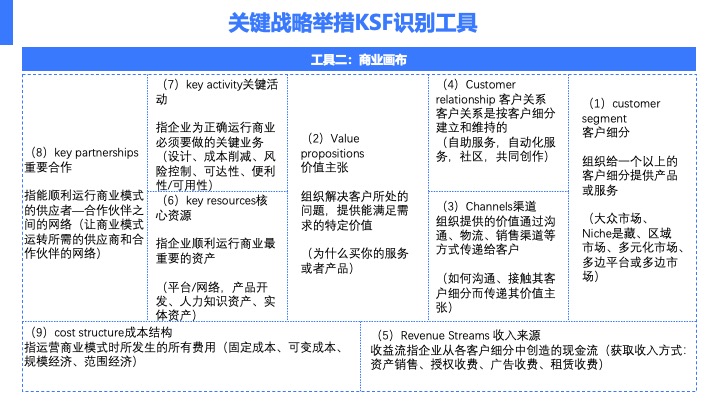 关键战略举措KSF识别工具
工具二：商业画布
（8）key partnerships
重要合作
指能顺利运行商业模式
的供应者—合作伙伴之
间的网络（让商业模式
运转所需的供应商和合
作伙伴的网络）
（7）key activity关键活
动
指企业为正确运行商业
必须要做的关键业务
（设计、成本削减、风
险控制、可达性、便利
性/可用性）
（6）key resources核
心资源
指企业顺利运行商业最
重要的资产
（平台/网络，产品开
发、人力知识资产、实
体资产）
（2）Value
propositions
价值主张
组织解决客户所处的
问题，提供能满足需
求的特定价值
（为什么买你的服务
或者产品）
（4）Customer
relationship 客户关系
客户关系是按客户细分
建立和维持的
（自助服务，自动化服
务，社区，共同创作）
（3）Channels渠道
组织提供的价值通过沟
通、物流、销售渠道等
方式传递给客户
（如何沟通、接触其客
户细分而传递其价值主
张）
（1）customer
segment
客户细分
组织给一个以上的
客户细分提供产品
或服务
（大众市场、
Niche是藏、区域
市场、多元化市场、
多边平台或多边市
场）
（9）cost structure成本结构
指运营商业模式时所发生的所有费用（固定成本、可变成本、
规模经济、范围经济）
（5）Revenue Streams 收入来源
收益流指企业从各客户细分中创造的现金流（获取收入方式：
资产销售、授权收费、广告收费、租赁收费）